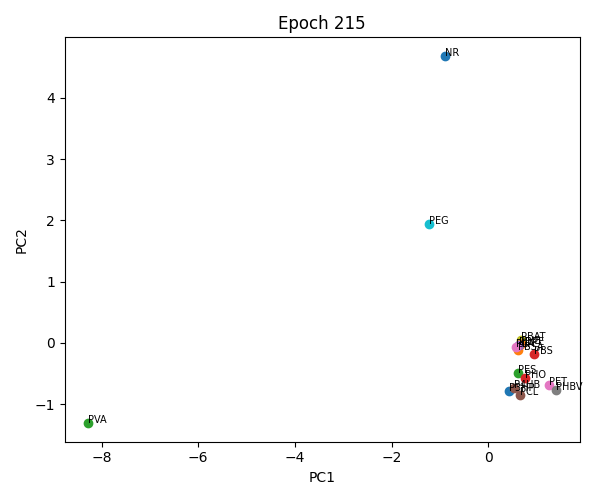 Epoch 215
NR
PEG
PBAT
PBSA
PBS
PES
PHO
PET
PHBV
PCL
PVA
4
3
2
1
0
−1
−8
−6
−4
−2
0
PC2
PC1